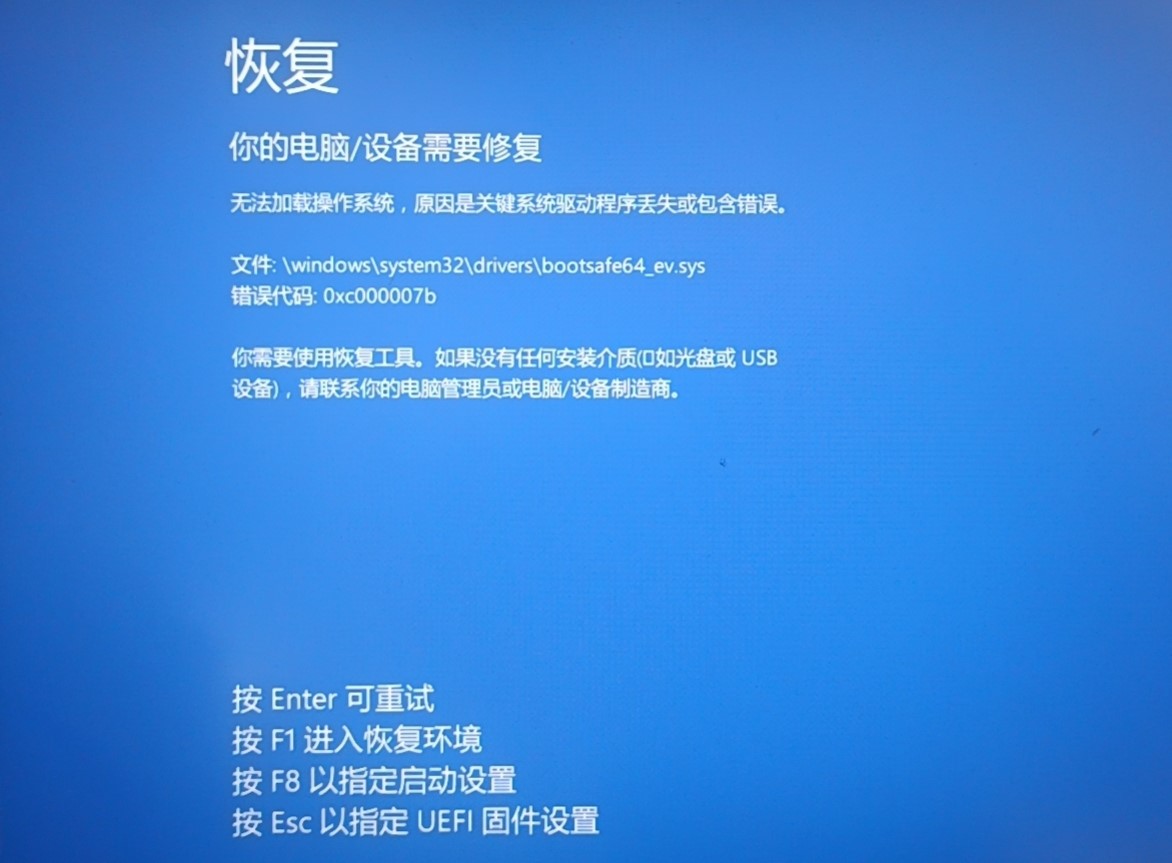 恢复
你的电脑/设备需要修复
无法加载操作系统，原因是关键系统驱动程序丢失或包含错误。
文件: \windows\system32\drivers\bootsafe64_ev.sys
错误代码: 0xc000007b
你需要使用恢复工具。如果没有任何安装介质(□如光盘或 USB
设备)，请联系你的电脑管理员或电脑/设备制造商。
按 Enter 可重试
按 F1 进入恢复环境
按 F8 以指定启动设置
按 Esc 以指定 UEFI 固件设置